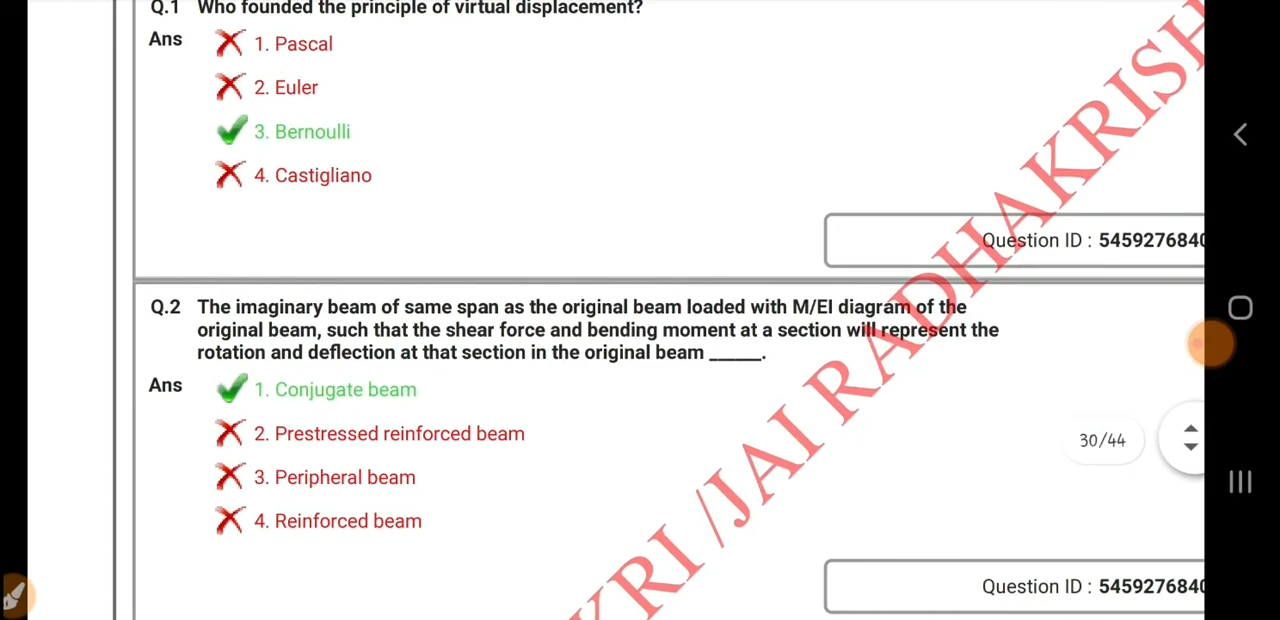 Q.1 Who founded the principle of virtual displacement?
Ans 1. Pascal
2. Euler
3. Bernoulli
4. Castigliano
Question ID : 5459276840
Q.2 The imaginary beam of same span as the original beam loaded with M/EI diagram of the
original beam, such that the shear force and bending moment at a section will represent the
rotation and deflection at that section in the original beam _____.
Ans 1. Conjugate beam
2. Prestressed reinforced beam
3. Peripheral beam
4. Reinforced beam
30/44
Question ID : 5459276840
KRI /JAI RADHAKRISH